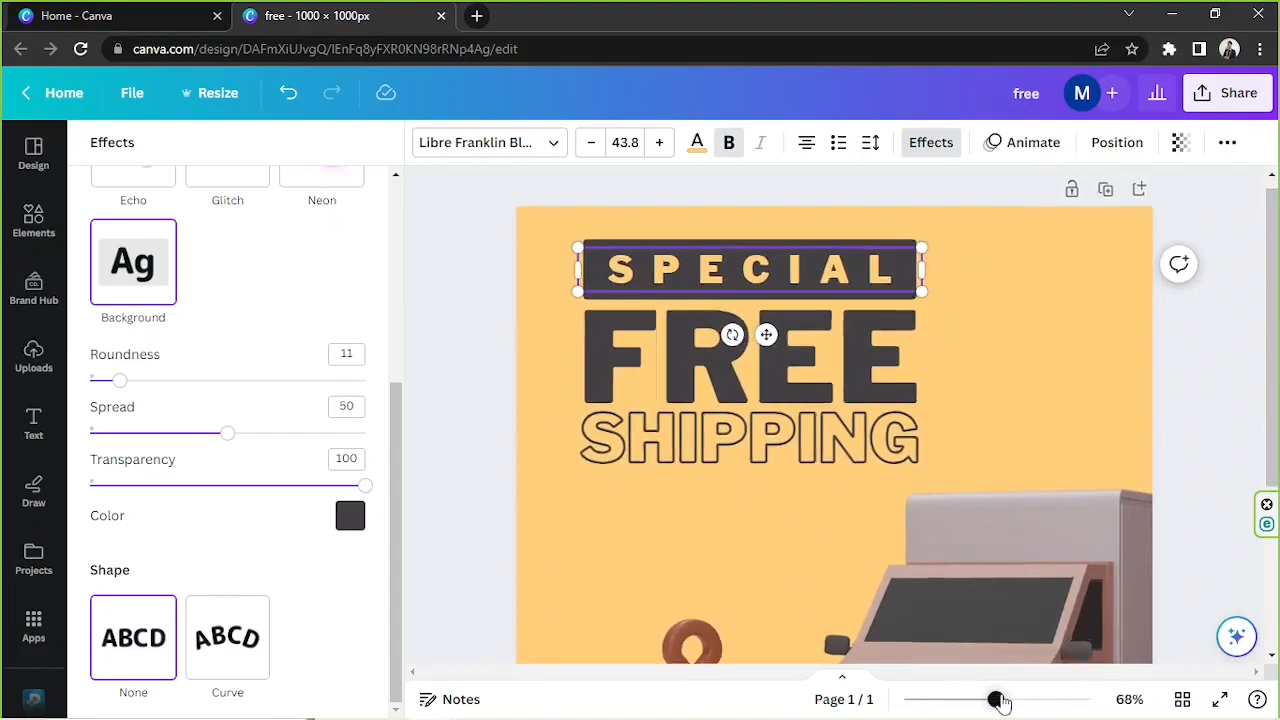 Home - Canva
free - 1000 × 1000px
canva.com/design/DAFmXiUJvgQ/IEnFq8yFXR0KN98rRNp4Ag/edit
Home
File
Resize
free
M
Share
Effects
Libre Franklin Bl...
43.8
A
B
I
Effects
Animate
Position
Design
Elements
Brand Hub
CO.
Uploads
Text
Draw
Projects
Apps
Echo
Glitch
Neon
Ag
Background
Roundness
11
Spread
50
Transparency
100
Color
Shape
ABCD
ABCD
None
Curve
SPECIAL
FREE
SHIPPING
Notes
Page 1 / 1
68%